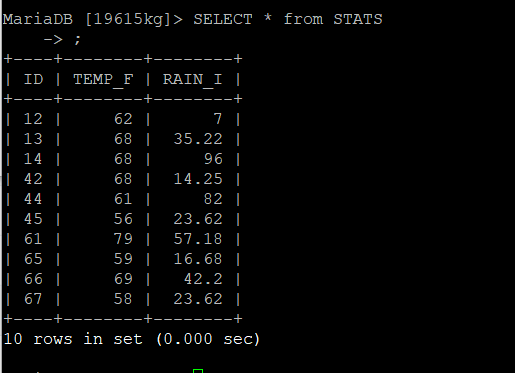 MariaDB [19615kg]> SELECT * from STATS
    -> ;
+----+--------+--------+
| ID | TEMP_F | RAIN_I |
+----+--------+--------+
| 12 |     62 |      7 |
| 13 |     68 |  35.22 |
| 14 |     68 |     96 |
| 42 |     68 |  14.25 |
| 44 |     61 |     82 |
| 45 |     56 |  23.62 |
| 61 |     79 |  57.18 |
| 65 |     59 |  16.68 |
| 66 |     69 |   42.2 |
| 67 |     58 |  23.62 |
+----+--------+--------+
10 rows in set (0.000 sec)